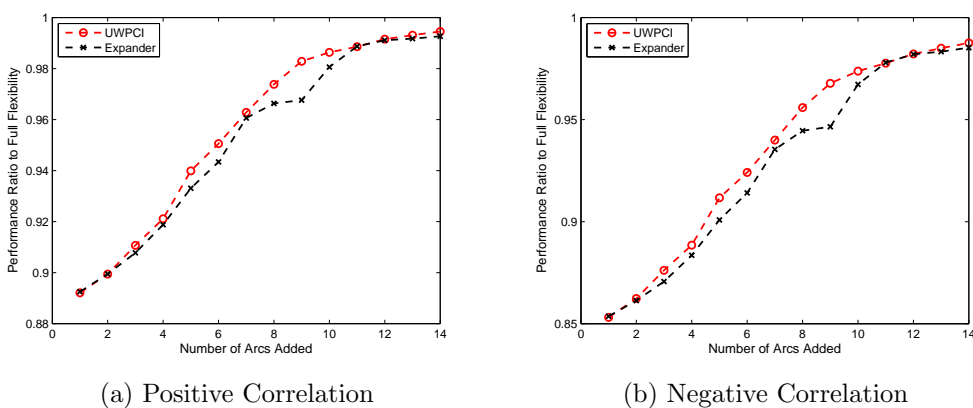 1
0.98
0.96
0.94
0.92
0.9
0.88
0 2 4 6 8 10 12 14
Performance Ratio to Full Flexibility
Number of Arcs Added
UWPCI
Expander
(a) Positive Correlation
1
0.95
0.9
0.85
0 2 4 6 8 10 12 14
Performance Ratio to Full Flexibility
Number of Arcs Added
UWPCI
Expander
(b) Negative Correlation